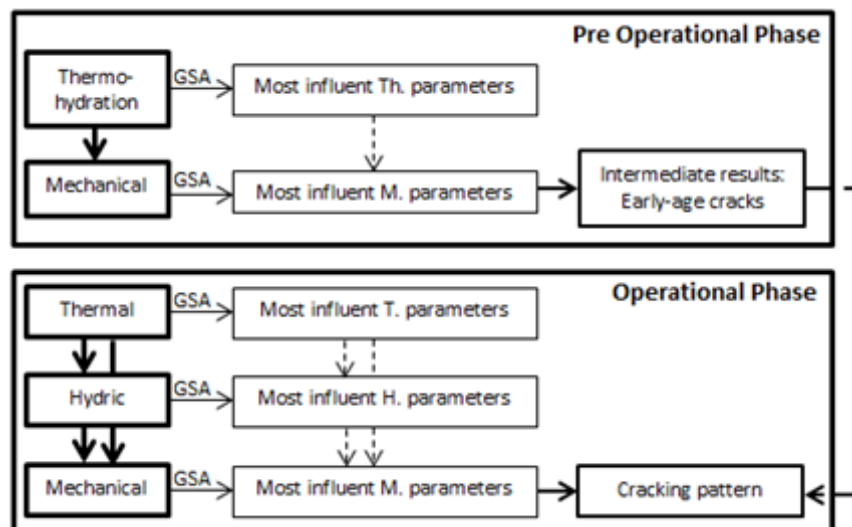 Pre Operational Phase
Thermo-
hydration
GSA
Most influent Th. parameters
Mechanical
GSA
Most influent M. parameters
Intermediate results:
Early-age cracks
Operational Phase
Thermal
GSA
Most influent T. parameters
Hydric
GSA
Most influent H. parameters
Mechanical
GSA
Most influent M. parameters
Cracking pattern